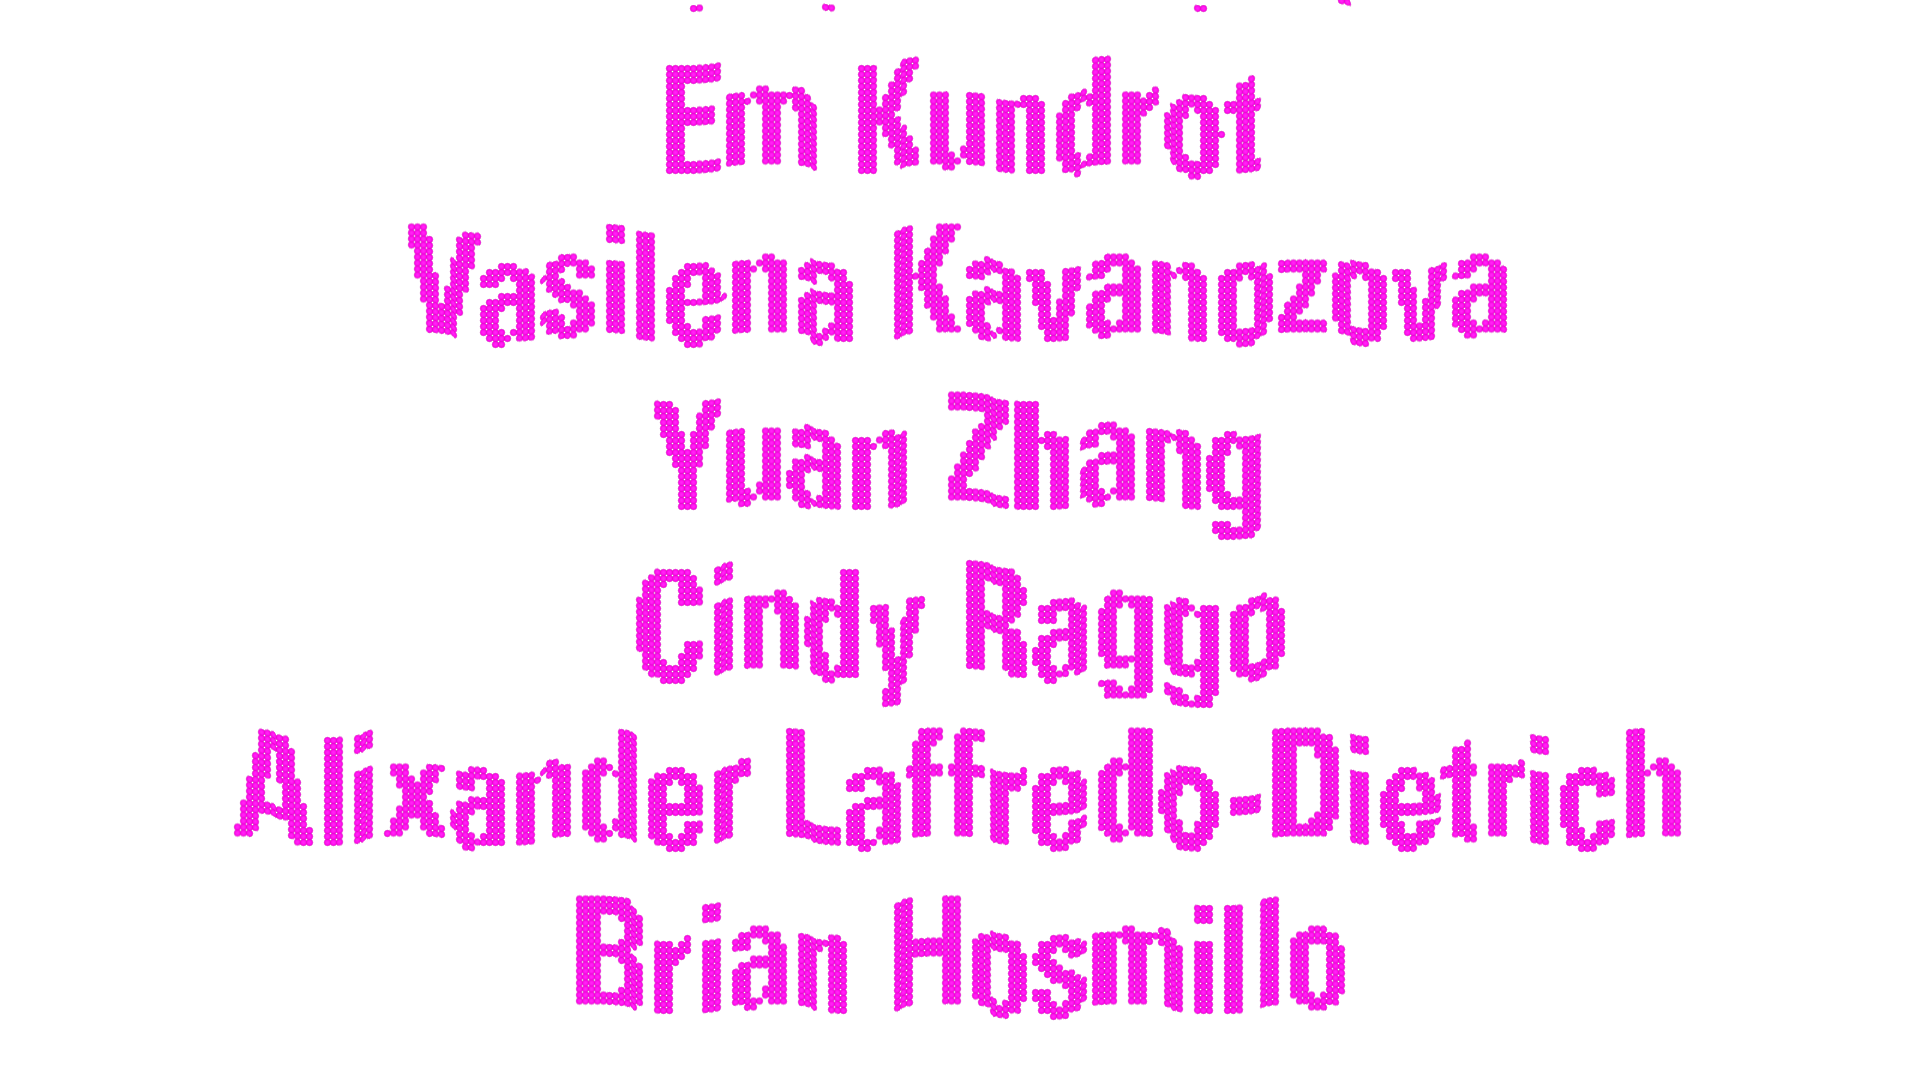 Em Kundrot
Vasilena Kavanozova
Yuan Zhang
Cindy Raggo
Alixander Laffredo-Dietrich
Brian Hosmillo